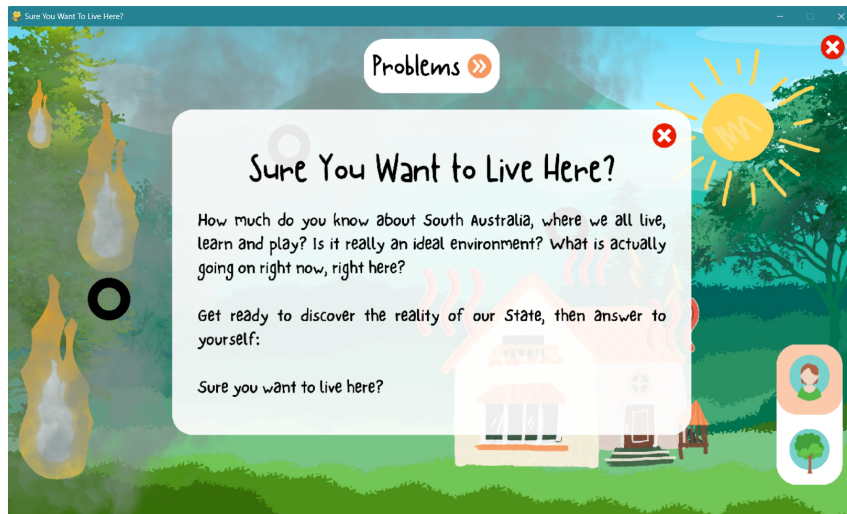 Sure You Want To Live Here?
Problems
Sure You Want to Live Here?
How much do you know about South Australia, where we all live,
learn and play? Is it really an ideal environment? What is actually
going on right now, right here?
Get ready to discover the reality of our State, then answer to
yourself:
Sure you want to live here?